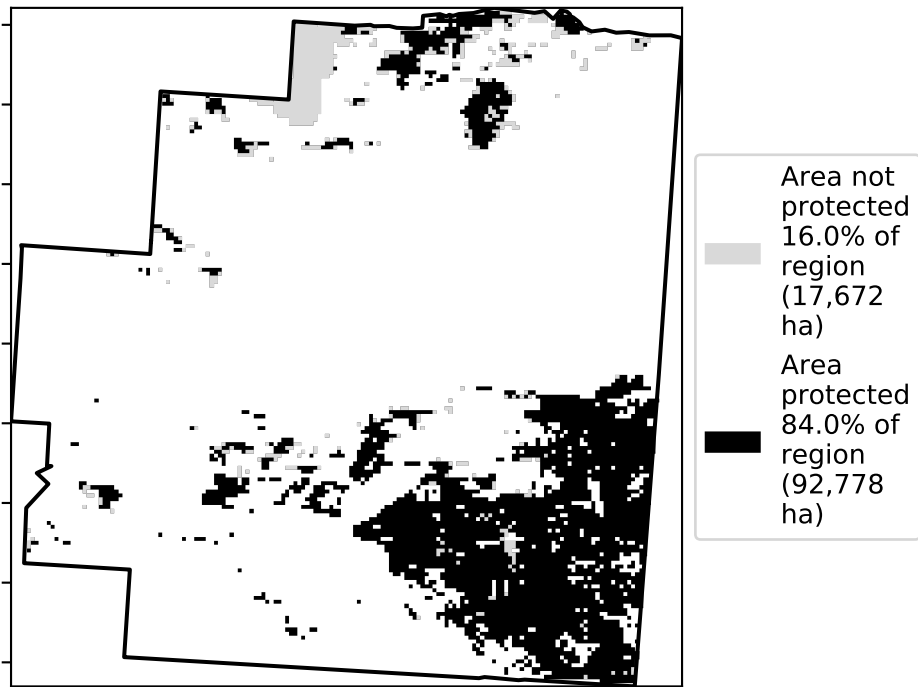 Area not
protected
16.0% of
region
(17,672
ha)
Area
protected
84.0% of
region
(92,778
ha)